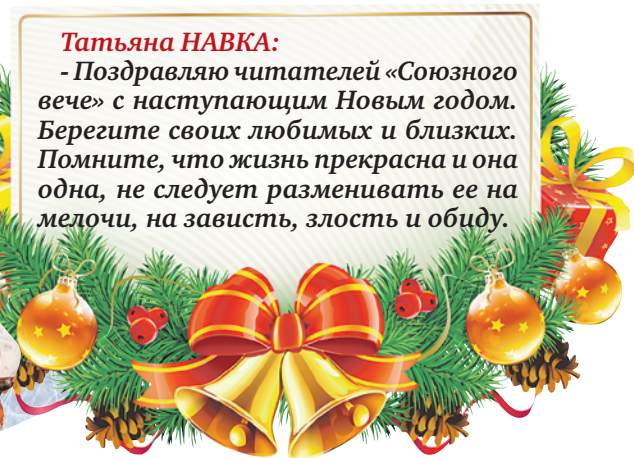 Татьяна НАВКА:
- Поздравляю читателей «Союзного
вече» с наступающим Новым годом.
Берегите своих любимых и близких.
Помните, что жизнь прекрасна и она
одна, не следует разменивать ее на
мелочи, на зависть, злость и обиду.